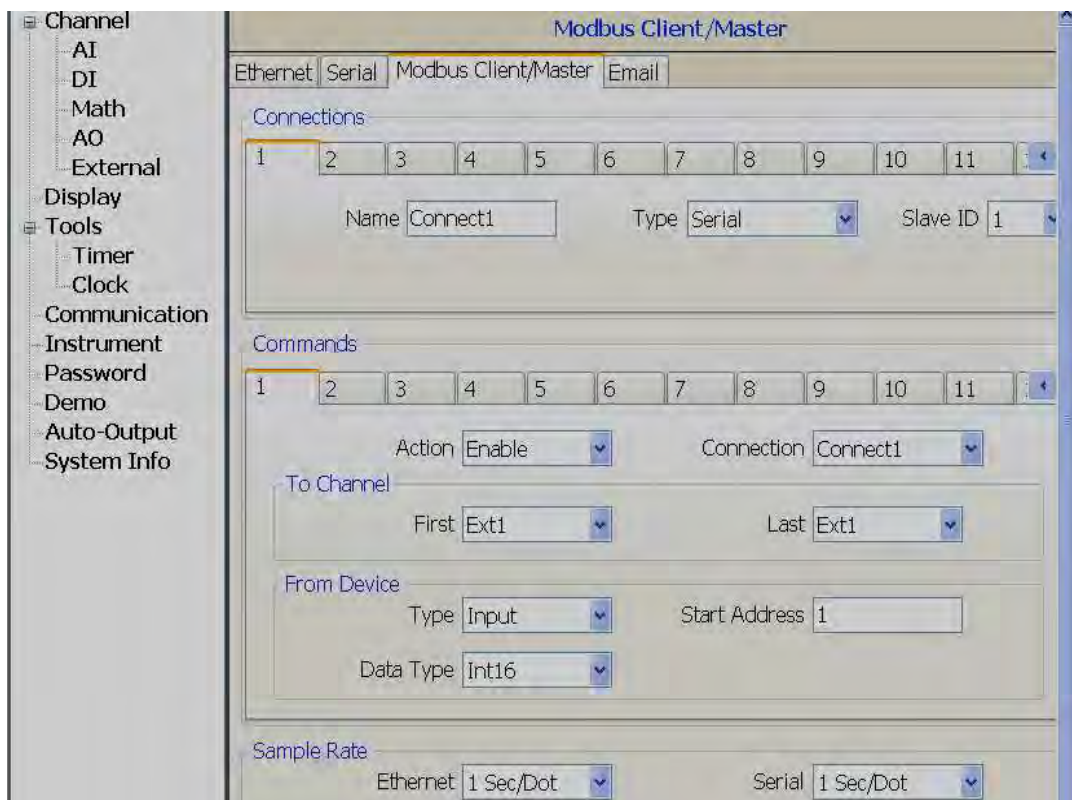 Channel
AI
DI
Math
AO
External
Display
Tools
Timer
Clock
Communication
Instrument
Password
Demo
Auto-Output
System Info
Modbus Client/Master
Ethernet Serial Modbus Client/Master Email
Connections
1 2 3 4 5 6 7 8 9 10 11
Name Connect1 Type Serial Slave ID 1
Commands
1 2 3 4 5 6 7 8 9 10 11
Action Enable Connection Connect1
To Channel
First Ext1 Last Ext1
From Device
Type Input Start Address 1
Data Type Int16
Sample Rate
Ethernet 1 Sec/Dot Serial 1 Sec/Dot